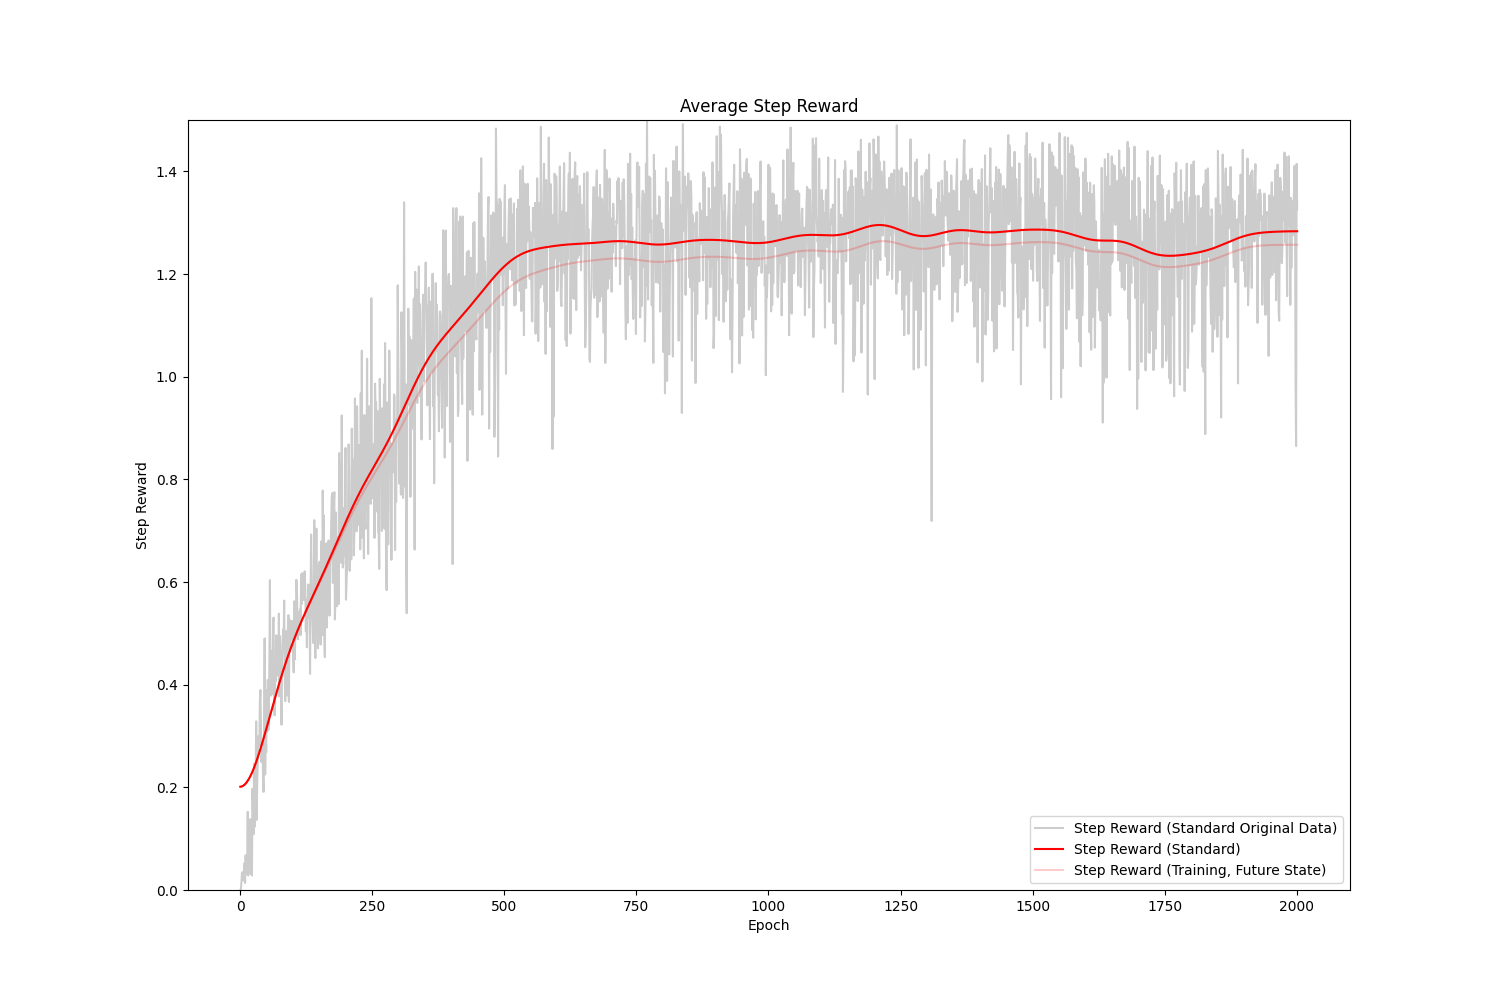 Average Step Reward
1.4
1.2
1.0
0.8
0.6
0.4
0.2
0.0
Step Reward
0 250 500 750 1000 1250 1500 1750 2000
Epoch
Step Reward (Standard Original Data)
Step Reward (Standard)
Step Reward (Training, Future State)